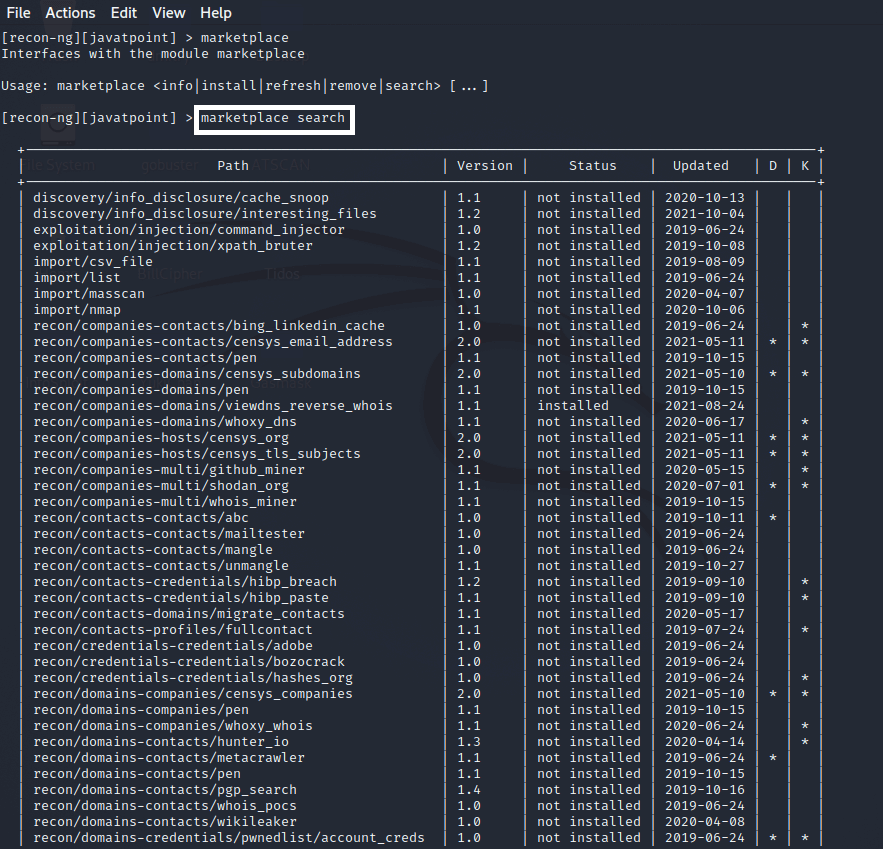 File Actions Edit View Help
[recon-ng][javatpoint] > marketplace
Interfaces with the module marketplace
Usage: marketplace <info|install|refresh|remove|search> [ ... ]
[recon-ng][javatpoint] > marketplace search
Path | Version | Status | Updated | D | K
discovery/info_disclosure/cache_snoop | 1.1 | not installed | 2020-10-13 | |
discovery/info_disclosure/interesting_files | 1.2 | not installed | 2021-10-04 | |
exploitation/injection/command_injector | 1.0 | not installed | 2019-06-24 | |
exploitation/injection/xpath_bruter | 1.2 | not installed | 2019-10-08 | |
import/csv_file | 1.1 | not installed | 2019-08-09 | |
import/list | 1.1 | not installed | 2019-06-24 | |
import/masscan | 1.0 | not installed | 2020-04-07 | |
import/nmap | 1.1 | not installed | 2020-10-06 | |
recon/companies-contacts/bing_linkedin_cache | 1.0 | not installed | 2019-06-24 | | *
recon/companies-contacts/censys_email_address | 2.0 | not installed | 2021-05-11 | * | *
recon/companies-contacts/pen | 1.1 | not installed | 2019-10-15 | |
recon/companies-domains/censys_subdomains | 2.0 | not installed | 2021-05-10 | * | *
recon/companies-domains/pen | 1.1 | not installed | 2019-10-15 | |
recon/companies-domains/viewdns_reverse_whois | 1.1 | installed | 2021-08-24 | |
recon/companies-domains/whoxy_dns | 1.1 | not installed | 2020-06-17 | | *
recon/companies-hosts/censys_org | 2.0 | not installed | 2021-05-11 | * | *
recon/companies-hosts/censys_tls_subjects | 2.0 | not installed | 2021-05-11 | * | *
recon/companies-multi/github_miner | 1.1 | not installed | 2020-05-15 | | *
recon/companies-multi/shodan_org | 1.1 | not installed | 2020-07-01 | * | *
recon/companies-multi/whois_miner | 1.1 | not installed | 2019-10-15 | |
recon/contacts-contacts/abc | 1.0 | not installed | 2019-10-11 | * |
recon/contacts-contacts/mailtester | 1.0 | not installed | 2019-06-24 | |
recon/contacts-contacts/mangle | 1.0 | not installed | 2019-06-24 | |
recon/contacts-contacts/unmangle | 1.1 | not installed | 2019-10-27 | |
recon/contacts-credentials/hibp_breach | 1.2 | not installed | 2019-09-10 | | *
recon/contacts-credentials/hibp_paste | 1.1 | not installed | 2019-09-10 | | *
recon/contacts-domains/migrate_contacts | 1.1 | not installed | 2020-05-17 | |
recon/contacts-profiles/fullcontact | 1.1 | not installed | 2019-07-24 | | *
recon/credentials-credentials/adobe | 1.0 | not installed | 2019-06-24 | |
recon/credentials-credentials/bozocrack | 1.0 | not installed | 2019-06-24 | |
recon/credentials-credentials/hashes_org | 1.0 | not installed | 2019-06-24 | | *
recon/domains-companies/censys_companies | 2.0 | not installed | 2021-05-10 | * | *
recon/domains-companies/pen | 1.1 | not installed | 2019-10-15 | |
recon/domains-companies/whoxy_whois | 1.1 | not installed | 2020-06-24 | | *
recon/domains-contacts/hunter_io | 1.3 | not installed | 2020-04-14 | | *
recon/domains-contacts/metacrawler | 1.1 | not installed | 2019-06-24 | * |
recon/domains-contacts/pen | 1.1 | not installed | 2019-10-15 | |
recon/domains-contacts/pgp_search | 1.4 | not installed | 2019-10-16 | |
recon/domains-contacts/whois_pocs | 1.0 | not installed | 2019-06-24 | |
recon/domains-contacts/wikileaker | 1.0 | not installed | 2020-04-08 | |
recon/domains-credentials/pwnedlist/account_creds | 1.0 | not installed | 2019-06-24 | * | *